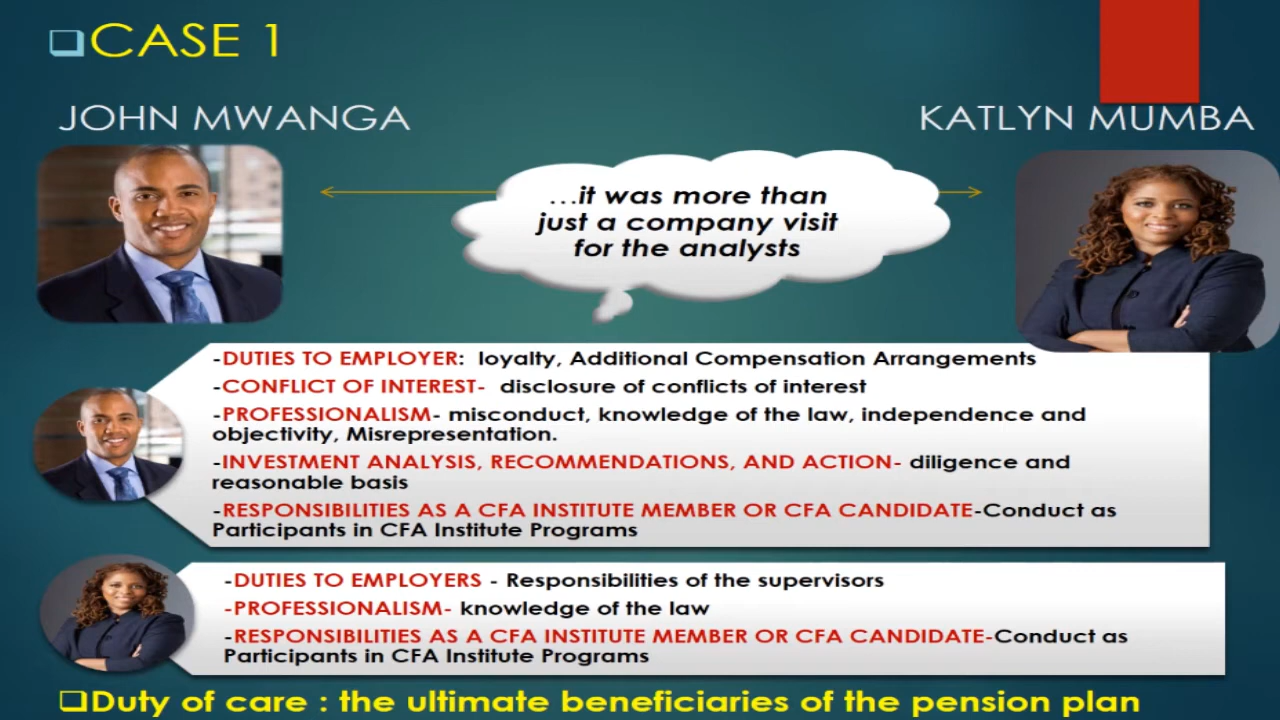 ❑CASE 1
JOHN MWANGA
KATLYN MUMBA
...it was more than
just a company visit
for the analysts
-DUTIES TO EMPLOYER: loyalty, Additional Compensation Arrangements
-CONFLICT OF INTEREST- disclosure of conflicts of interest
-PROFESSIONALISM- misconduct, knowledge of the law, independence and
objectivity, Misrepresentation.
-INVESTMENT ANALYSIS, RECOMMENDATIONS, AND ACTION- diligence and
reasonable basis
-RESPONSIBILITIES AS A CFA INSTITUTE MEMBER OR CFA CANDIDATE-Conduct as
Participants in CFA Institute Programs
-DUTIES TO EMPLOYERS - Responsibilities of the supervisors
-PROFESSIONALISM- knowledge of the law
-RESPONSIBILITIES AS A CFA INSTITUTE MEMBER OR CFA CANDIDATE-Conduct as
Participants in CFA Institute Programs
❑Duty of care : the ultimate beneficiaries of the pension plan